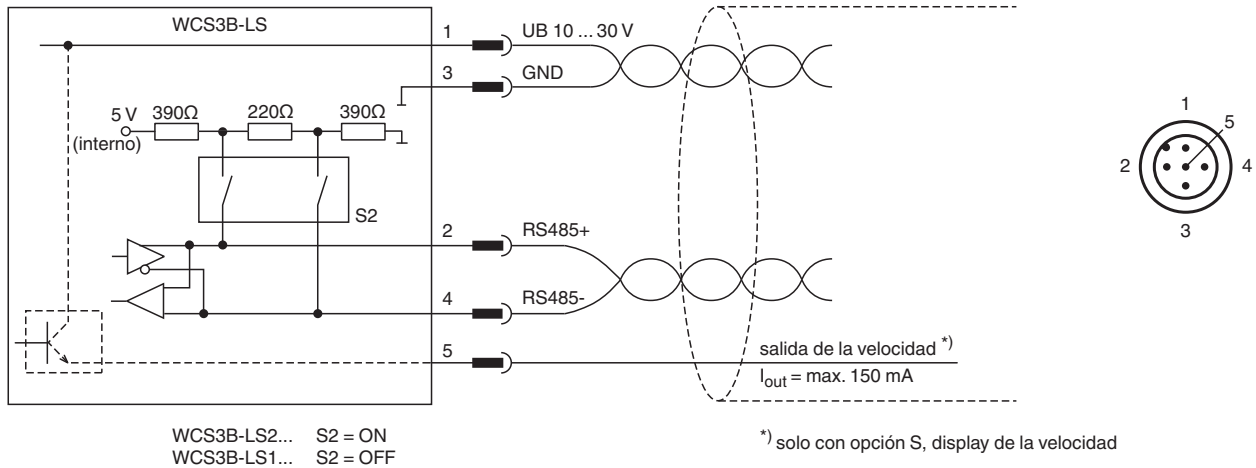 WCS3B-LS
1 UB 10 ... 30 V
3 GND
5 V 390Ω 220Ω 390Ω
(interno)
S2
2 RS485+
4 RS485-
5 salida de la velocidad *)
Iout = max. 150 mA
WCS3B-LS2... S2 = ON
WCS3B-LS1... S2 = OFF
*) solo con opción S, display de la velocidad
1
5
2 4
3